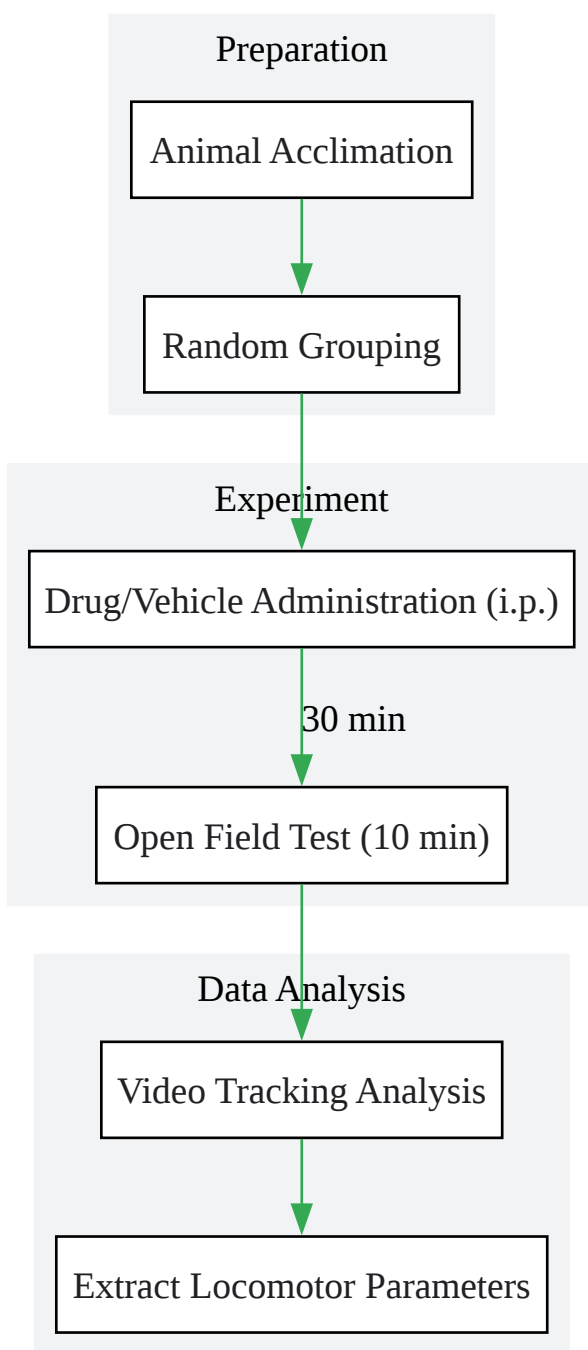 Preparation
Animal Acclimation
Random Grouping
Experiment
Drug/Vehicle Administration (i.p.)
30 min
Open Field Test (10 min)
Data Analysis
Video Tracking Analysis
Extract Locomotor Parameters